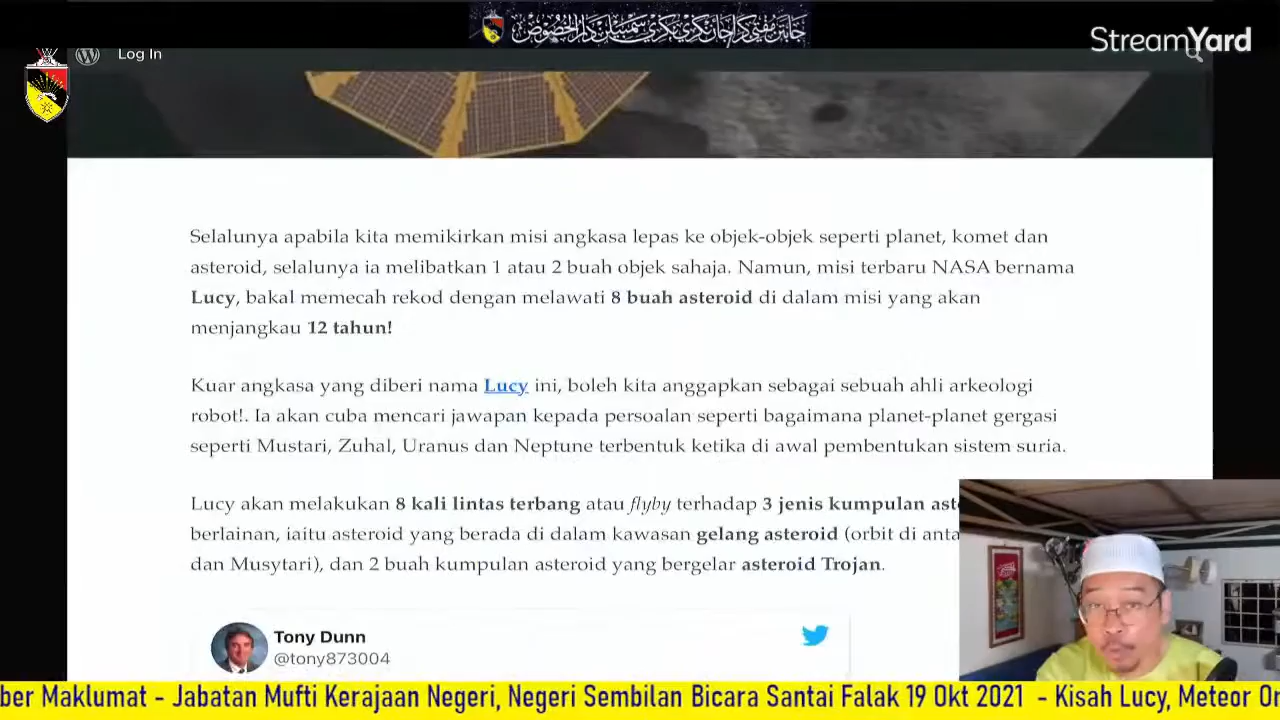 StreamYard
Log In
Selalunya apabila kita memikirkan misi angkasa lepas ke objek-objek seperti planet, komet dan
asteroid, selalunya ia melibatkan 1 atau 2 buah objek sahaja. Namun, misi terbaru NASA bernama
Lucy, bakal memecah rekod dengan melawati 8 buah asteroid di dalam misi yang akan
menjangkau 12 tahun!
Kuar angkasa yang diberi nama Lucy ini, boleh kita anggapkan sebagai sebuah ahli arkeologi
robot!. Ia akan cuba mencari jawapan kepada persoalan seperti bagaimana planet-planet gergasi
seperti Mustari, Zuhal, Uranus dan Neptune terbentuk ketika di awal pembentukan sistem suria.
Lucy akan melakukan 8 kali lintas terbang atau flyby terhadap 3 jenis kumpulan aste
berlainan, iaitu asteroid yang berada di dalam kawasan gelang asteroid (orbit di anta
dan Musytari), dan 2 buah kumpulan asteroid yang bergelar asteroid Trojan.
Tony Dunn
@tony873004
ber Maklumat - Jabatan Mufti Kerajaan Negeri, Negeri Sembilan Bicara Santai Falak 19 Okt 2021 - Kisah Lucy, Meteor Or